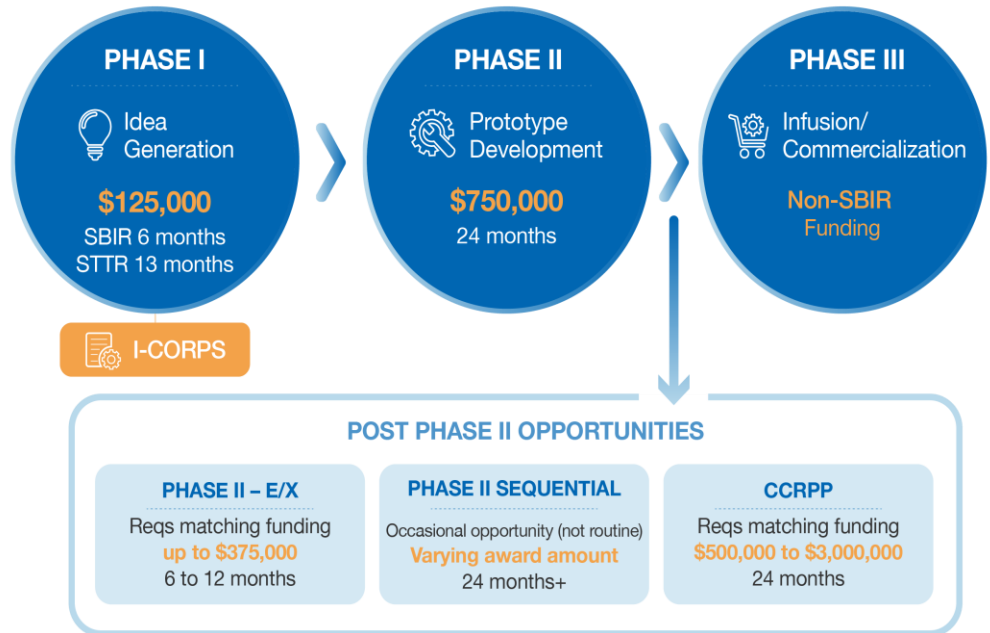 PHASE I
Idea
Generation
$125,000
SBIR 6 months
STTR 13 months
I-CORPS
PHASE II
Prototype
Development
$750,000
24 months
PHASE III
Infusion/
Commercialization
Non-SBIR
Funding
POST PHASE II OPPORTUNITIES
PHASE II – E/X
Reqs matching funding
up to $375,000
6 to 12 months
PHASE II SEQUENTIAL
Occasional opportunity (not routine)
Varying award amount
24 months+
CCRPP
Reqs matching funding
$500,000 to $3,000,000
24 months